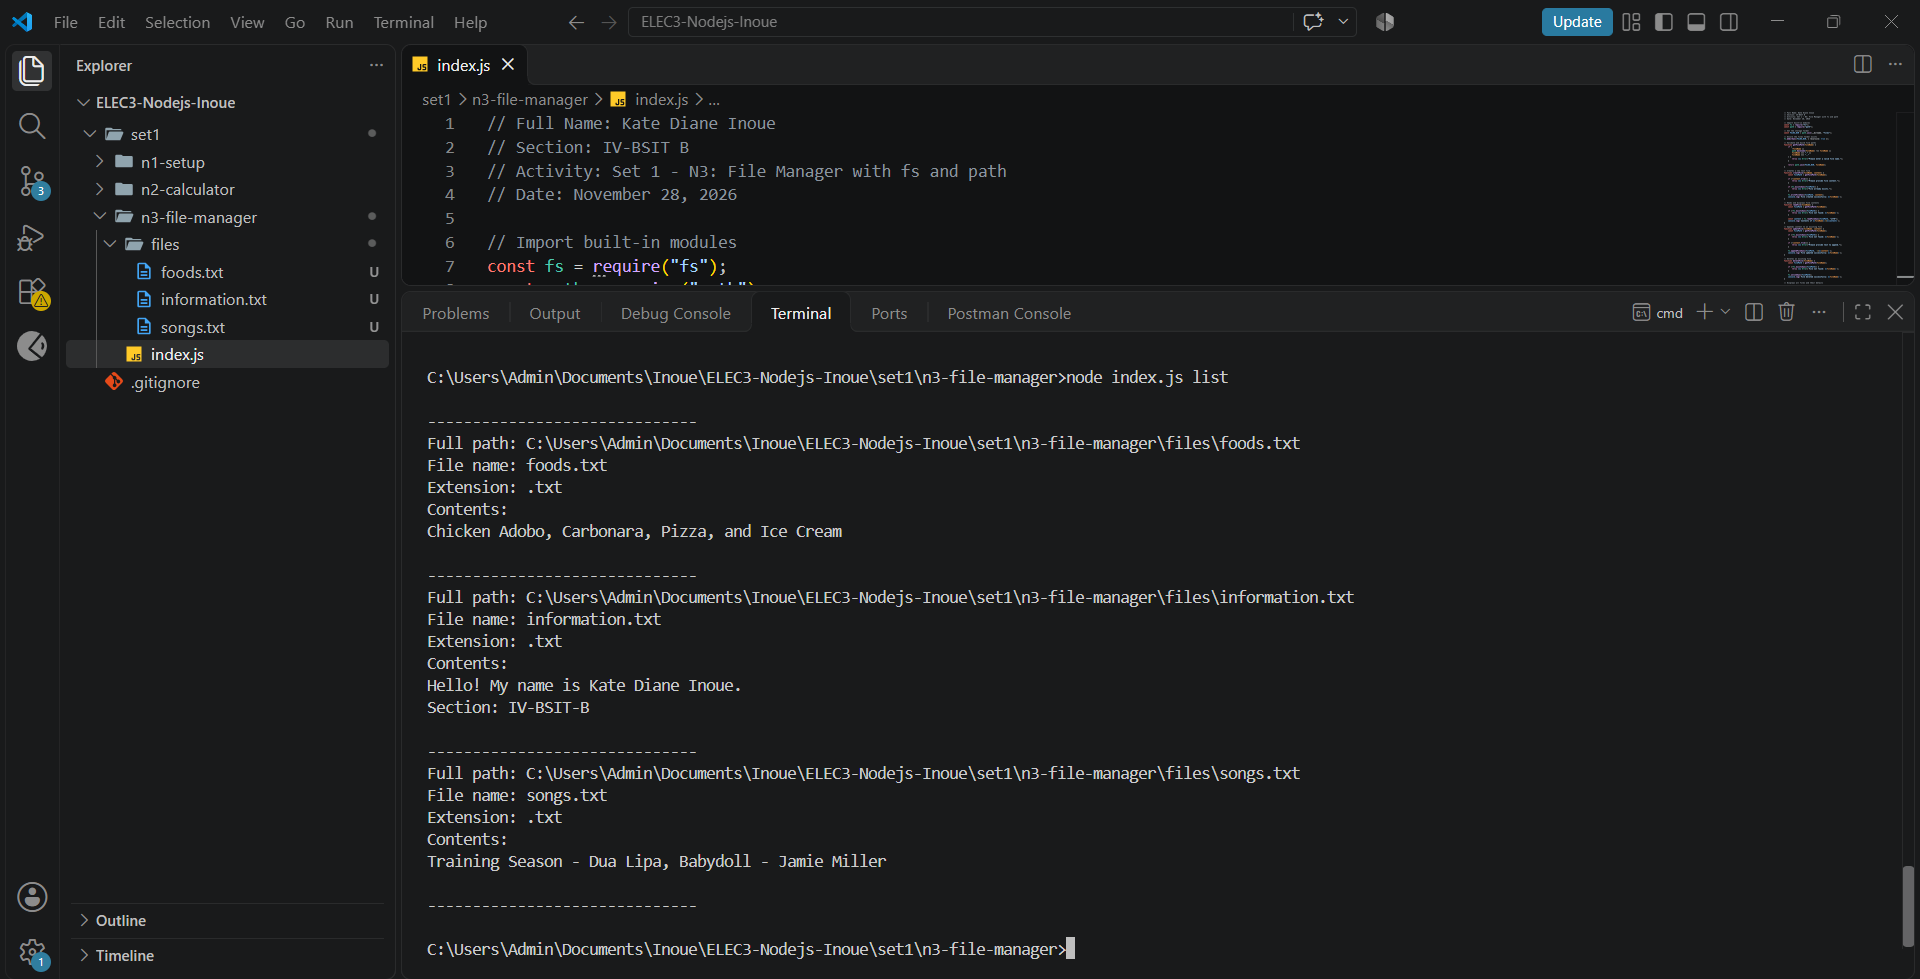 File Edit Selection View Go Run Terminal Help
ELEC3-Nodejs-Inoue
Update
Explorer
ELEC3-Nodejs-Inoue
set1
n1-setup
n2-calculator
n3-file-manager
files
foods.txt U
information.txt U
songs.txt U
index.js
.gitignore
Outline
Timeline
3
1
index.js
set1 > n3-file-manager > JS index.js > ...
1 // Full Name: Kate Diane Inoue
2 // Section: IV-BSIT B
3 // Activity: Set 1 - N3: File Manager with fs and path
4 // Date: November 28, 2026
5
6 // Import built-in modules
7 const fs = require("fs");
Problems Output Debug Console Terminal Ports Postman Console
cmd
C:\Users\Admin\Documents\Inoue\ELEC3-Nodejs-Inoue\set1\n3-file-manager>node index.js list
------------------------------
Full path: C:\Users\Admin\Documents\Inoue\ELEC3-Nodejs-Inoue\set1\n3-file-manager\files\foods.txt
File name: foods.txt
Extension: .txt
Contents:
Chicken Adobo, Carbonara, Pizza, and Ice Cream
------------------------------
Full path: C:\Users\Admin\Documents\Inoue\ELEC3-Nodejs-Inoue\set1\n3-file-manager\files\information.txt
File name: information.txt
Extension: .txt
Contents:
Hello! My name is Kate Diane Inoue.
Section: IV-BSIT-B
------------------------------
Full path: C:\Users\Admin\Documents\Inoue\ELEC3-Nodejs-Inoue\set1\n3-file-manager\files\songs.txt
File name: songs.txt
Extension: .txt
Contents:
Training Season - Dua Lipa, Babydoll - Jamie Miller
------------------------------
C:\Users\Admin\Documents\Inoue\ELEC3-Nodejs-Inoue\set1\n3-file-manager>